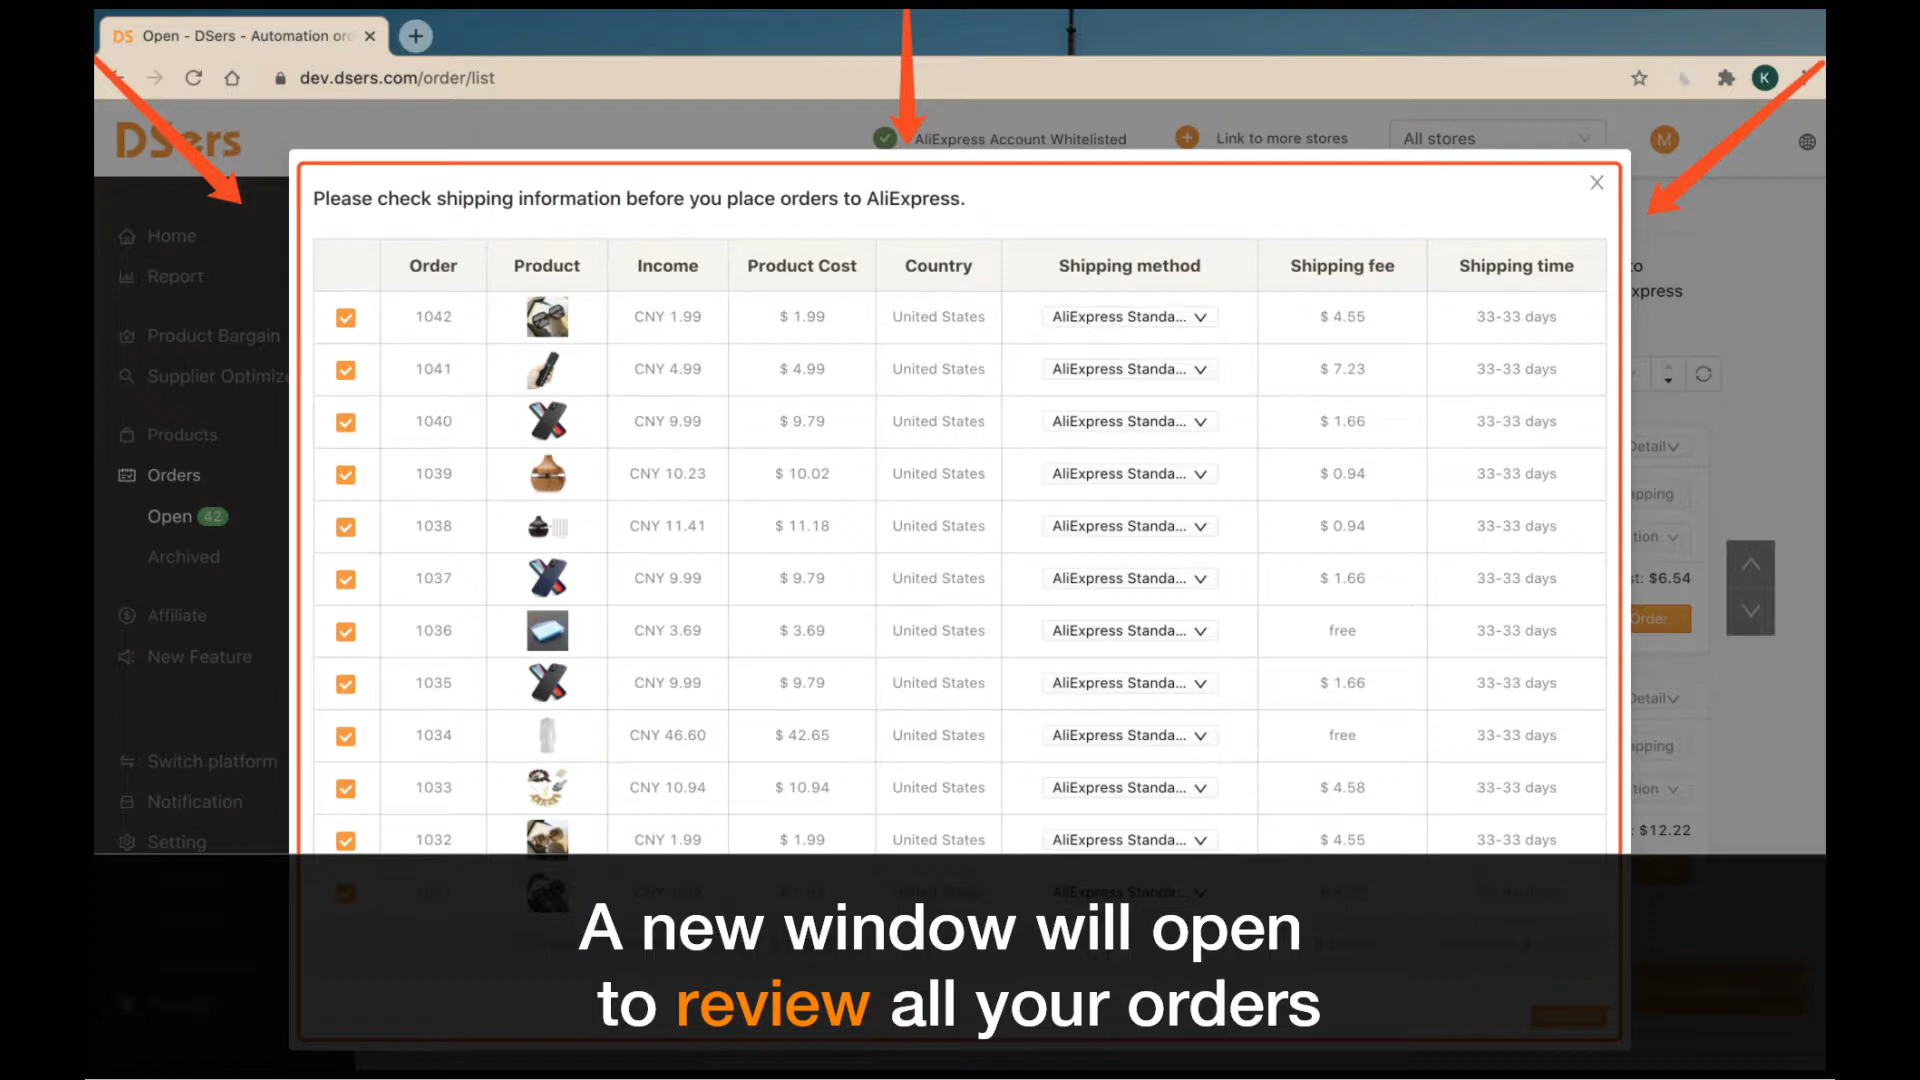 DS Open - DSers - Automation ord
dev.dsers.com/order/list
K
DSers
AliExpress Account Whitelisted
Link to more stores
All stores
M
Please check shipping information before you place orders to AliExpress.
Home
Report
Product Bargain
Supplier Optimize
Products
Orders
Open 42
Archived
Affiliate
New Feature
Switch platform
Notification
Setting
Order Product Income Product Cost Country Shipping method Shipping fee Shipping time
1042 CNY 1.99 $ 1.99 United States AliExpress Standa... $ 4.55 33-33 days
1041 CNY 4.99 $ 4.99 United States AliExpress Standa... $ 7.23 33-33 days
1040 CNY 9.99 $ 9.79 United States AliExpress Standa... $ 1.66 33-33 days
1039 CNY 10.23 $ 10.02 United States AliExpress Standa... $ 0.94 33-33 days
1038 CNY 11.41 $ 11.18 United States AliExpress Standa... $ 0.94 33-33 days
1037 CNY 9.99 $ 9.79 United States AliExpress Standa... $ 1.66 33-33 days
1036 CNY 3.69 $ 3.69 United States AliExpress Standa... free 33-33 days
1035 CNY 9.99 $ 9.79 United States AliExpress Standa... $ 1.66 33-33 days
1034 CNY 46.60 $ 42.65 United States AliExpress Standa... free 33-33 days
1033 CNY 10.94 $ 10.94 United States AliExpress Standa... $ 4.58 33-33 days
1032 CNY 1.99 $ 1.99 United States AliExpress Standa... $ 4.55 33-33 days
AliExpress Standa...
to
xpress
Detail
pping
tion
st: $6.54
Order
Detail
pping
tion
: $12.22
A new window will open
to review all your orders